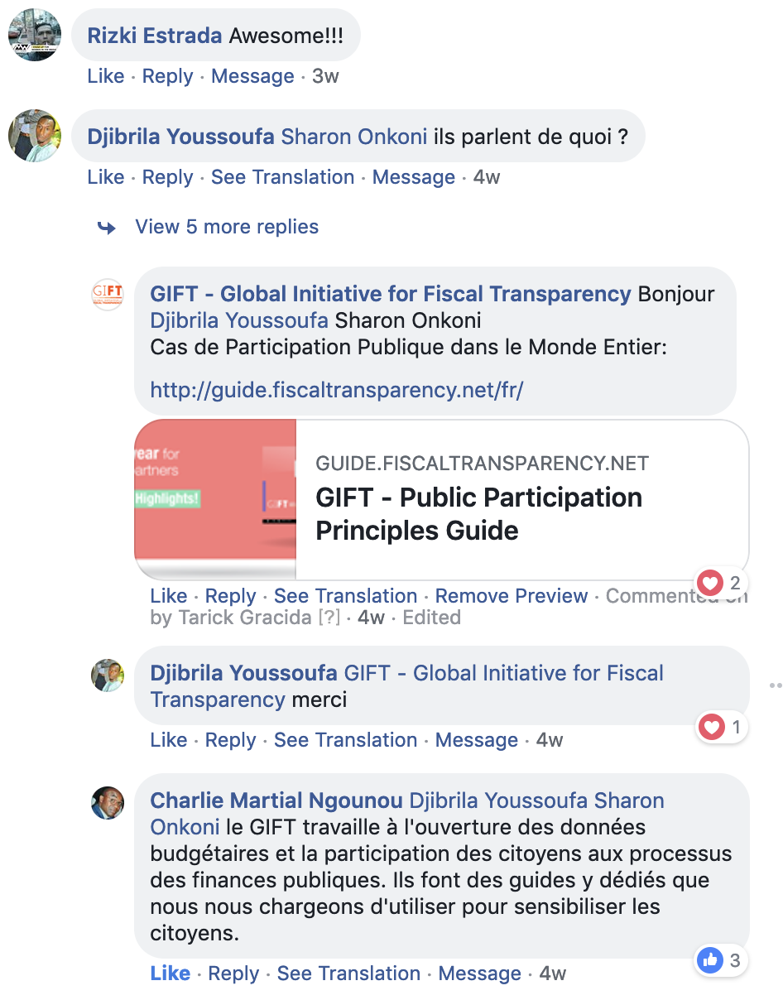 Rizki Estrada Awesome!!!
Like · Reply · Message · 3w
Djibrila Youssoufa Sharon Onkoni ils parlent de quoi ?
Like · Reply · See Translation · Message · 4w
View 5 more replies
GIFT
GIFT - Global Initiative for Fiscal Transparency Bonjour
Djibrila Youssoufa Sharon Onkoni
Cas de Participation Publique dans le Monde Entier:
http://guide.fiscaltransparency.net/fr/
year for
artners
Highlights!
GIFT
GUIDE.FISCALTRANSPARENCY.NET
GIFT - Public Participation
Principles Guide
2
Like · Reply · See Translation · Remove Preview · Commented on
by Tarick Gracida [?] · 4w · Edited
Djibrila Youssoufa GIFT - Global Initiative for Fiscal
Transparency merci
1
Like · Reply · See Translation · Message · 4w
Charlie Martial Ngounou Djibrila Youssoufa Sharon
Onkoni le GIFT travaille à l'ouverture des données
budgétaires et la participation des citoyens aux processus
des finances publiques. Ils font des guides y dédiés que
nous nous chargeons d'utiliser pour sensibiliser les
citoyens.
3
Like · Reply · See Translation · Message · 4w